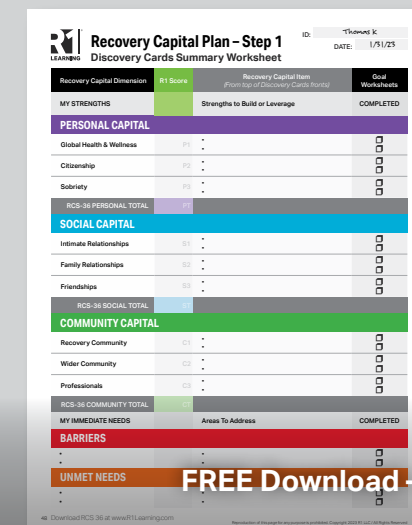 R1
LEARNING
Recovery Capital Plan – Step 1
Discovery Cards Summary Worksheet
ID: Thomas K
DATE: 1/31/23
Recovery Capital Dimension R1 Score Recovery Capital Item (From top of Discovery Cards fronts) Goal Worksheets
MY STRENGTHS Strengths to Build or Leverage COMPLETED
PERSONAL CAPITAL
Global Health & Wellness P1
Citizenship P2
Sobriety P3
RCS-36 PERSONAL TOTAL PT
SOCIAL CAPITAL
Intimate Relationships S1
Family Relationships S2
Friendships S3
RCS-36 SOCIAL TOTAL
COMMUNITY CAPITAL
Recovery Community C1
Wider Community C2
Professionals C3
RCS-36 COMMUNITY TOTAL CT
MY IMMEDIATE NEEDS Areas To Address COMPLETED
BARRIERS
UNMET NEEDS
FREE Download -
46 Download RCS 36 at www.R1Learning.com